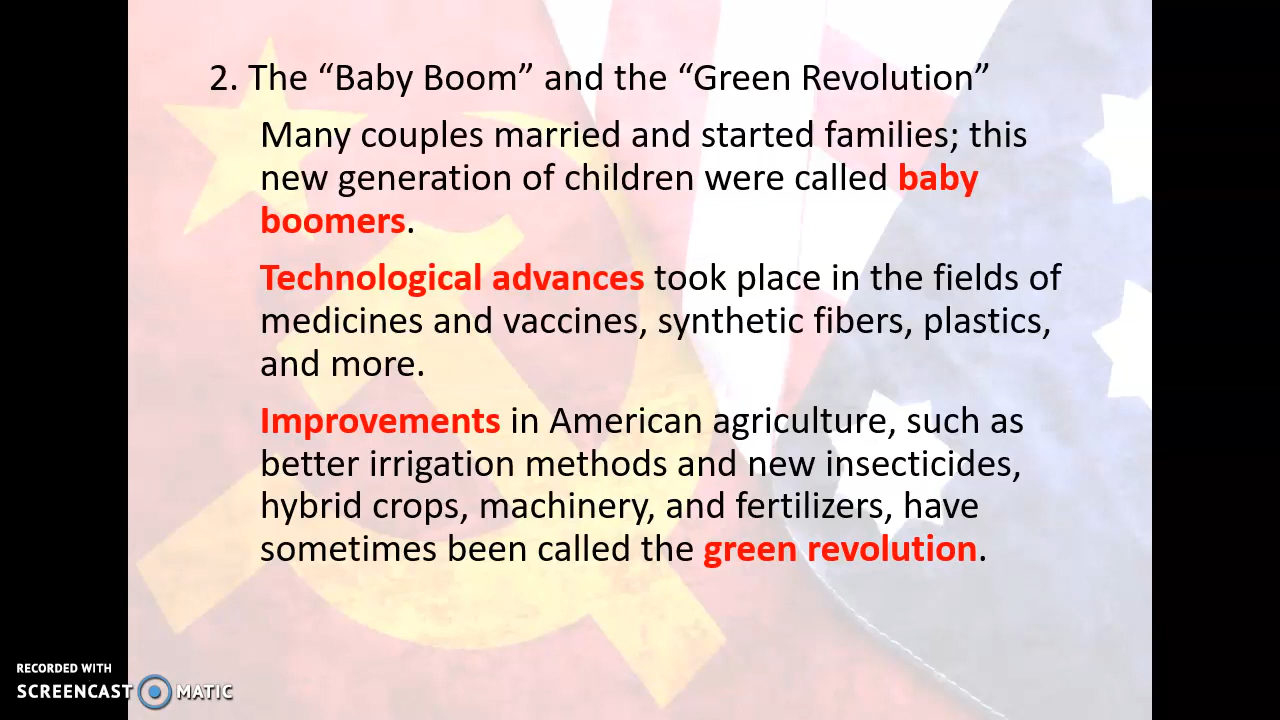 2. The “Baby Boom” and the “Green Revolution”
Many couples married and started families; this
new generation of children were called baby
boomers.
Technological advances took place in the fields of
medicines and vaccines, synthetic fibers, plastics,
and more.
Improvements in American agriculture, such as
better irrigation methods and new insecticides,
hybrid crops, machinery, and fertilizers, have
sometimes been called the green revolution.
RECORDED WITH
SCREENCAST MATIC